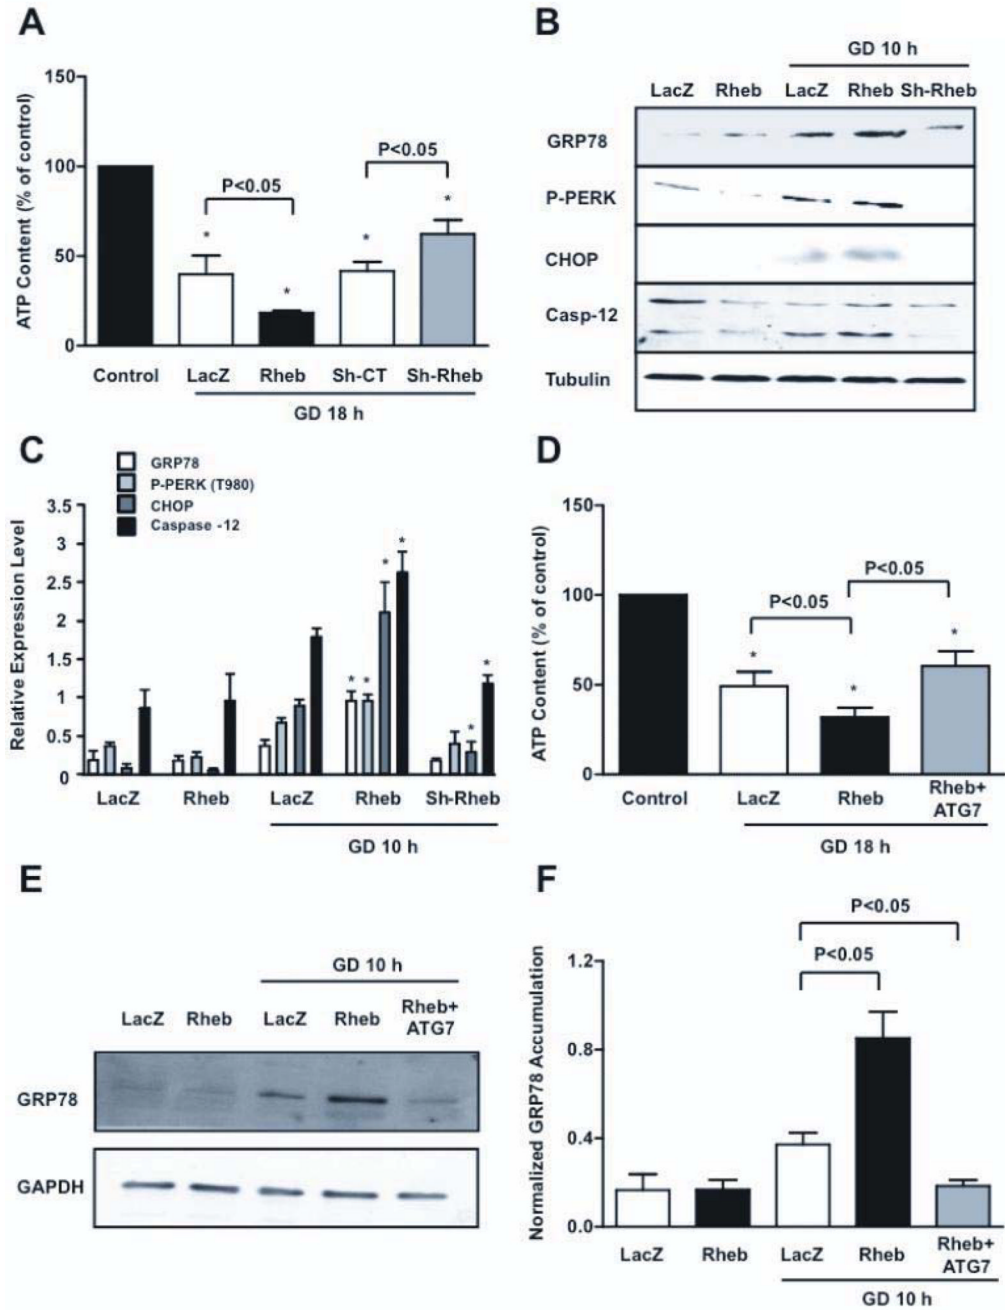 A
ATP Content (% of control)
150
100
50
0
P<0.05
P<0.05
*
*
*
*
Control LacZ Rheb Sh-CT Sh-Rheb
GD 18 h
B
GD 10 h
LacZ Rheb LacZ Rheb Sh-Rheb
GRP78
P-PERK
CHOP
Casp-12
Tubulin
C
GRP78
P-PERK (T980)
CHOP
Caspase -12
Relative Expression Level
3.5
3
2.5
2
1.5
1
0.5
0
* * * *
* *
LacZ Rheb LacZ Rheb Sh-Rheb
GD 10 h
D
ATP Content (% of control)
150
100
50
0
P<0.05
P<0.05
*
*
*
Control LacZ Rheb Rheb+
ATG7
GD 18 h
E
GD 10 h
LacZ Rheb LacZ Rheb Rheb+
ATG7
GRP78
GAPDH
F
Normalized GRP78 Accumulation
1.2
0.8
0.4
0.0
P<0.05
P<0.05
LacZ Rheb LacZ Rheb Rheb+
ATG7
GD 10 h